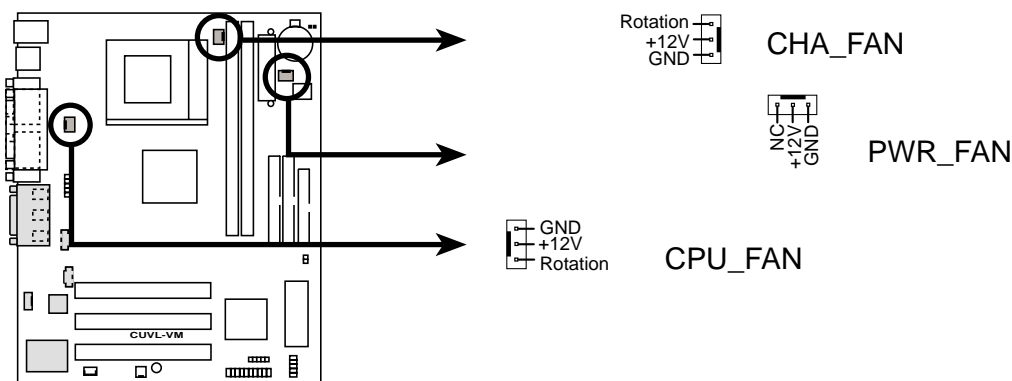 Rotation
+12V
GND
CHA_FAN
NC
+12V
GND
PWR_FAN
GND
+12V
Rotation
CPU_FAN
CUVL-VM